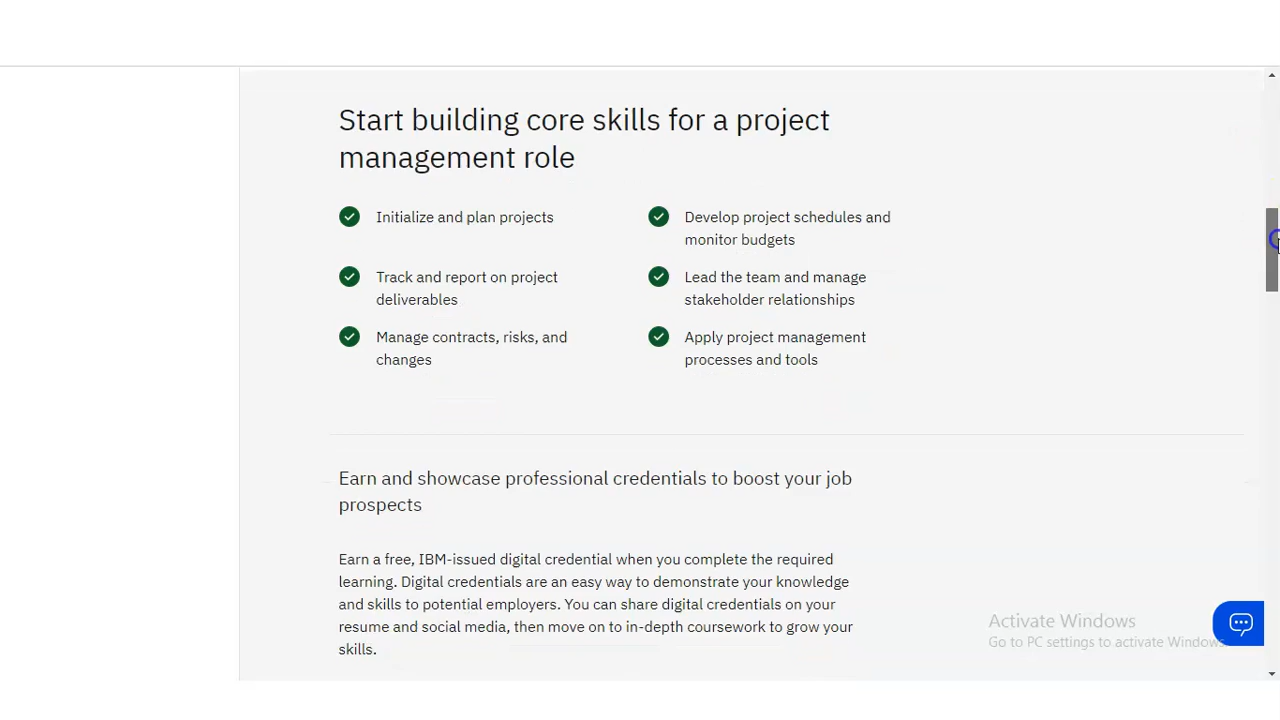 Start building core skills for a project
management role
Initialize and plan projects
Develop project schedules and
monitor budgets
Track and report on project
deliverables
Lead the team and manage
stakeholder relationships
Manage contracts, risks, and
changes
Apply project management
processes and tools
Earn and showcase professional credentials to boost your job
prospects
Earn a free, IBM-issued digital credential when you complete the required
learning. Digital credentials are an easy way to demonstrate your knowledge
and skills to potential employers. You can share digital credentials on your
resume and social media, then move on to in-depth coursework to grow your
skills.
Activate Windows
Go to PC settings to activate Windows.